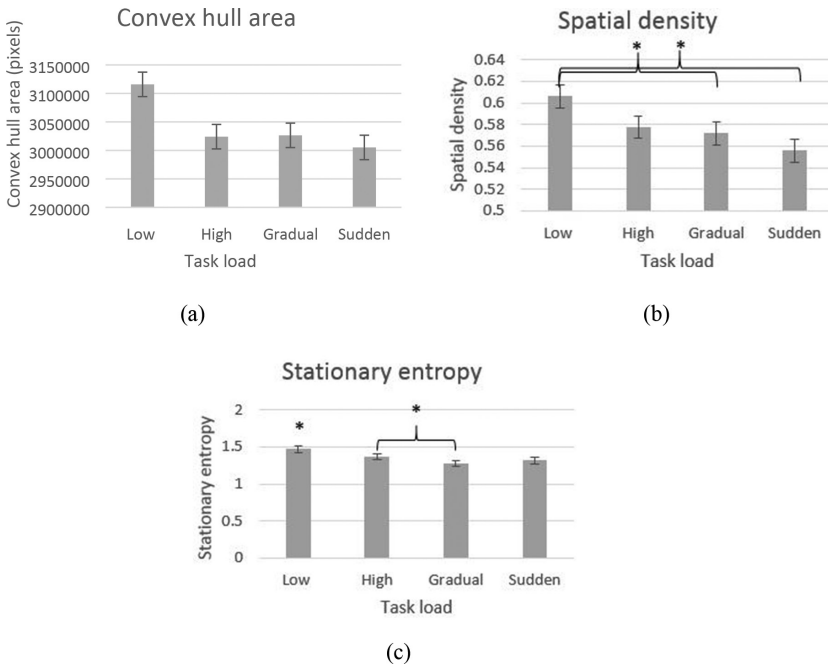 Convex hull area
Convex hull area (pixels)
3150000
3100000
3050000
3000000
2950000
2900000
Low High Gradual Sudden
Task load
(a)
Spatial density
* *
Spatial density
0.64
0.62
0.6
0.58
0.56
0.54
0.52
0.5
Low High Gradual Sudden
Task load
(b)
Stationary entropy
* *
Stationary entropy
2
1.5
1
0.5
0
Low High Gradual Sudden
Task load
(c)